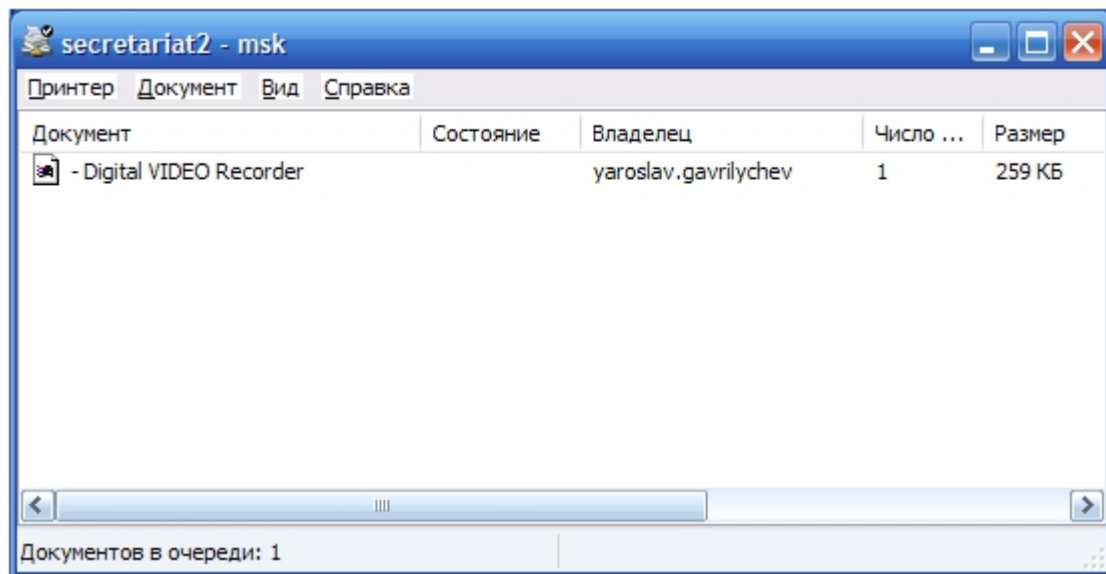 secretariat2 - msk
Принтер Документ Вид Справка
Документ Состояние Владелец Число ... Размер
- Digital VIDEO Recorder yaroslav.gavrilychev 1 259 КБ
Документов в очереди: 1